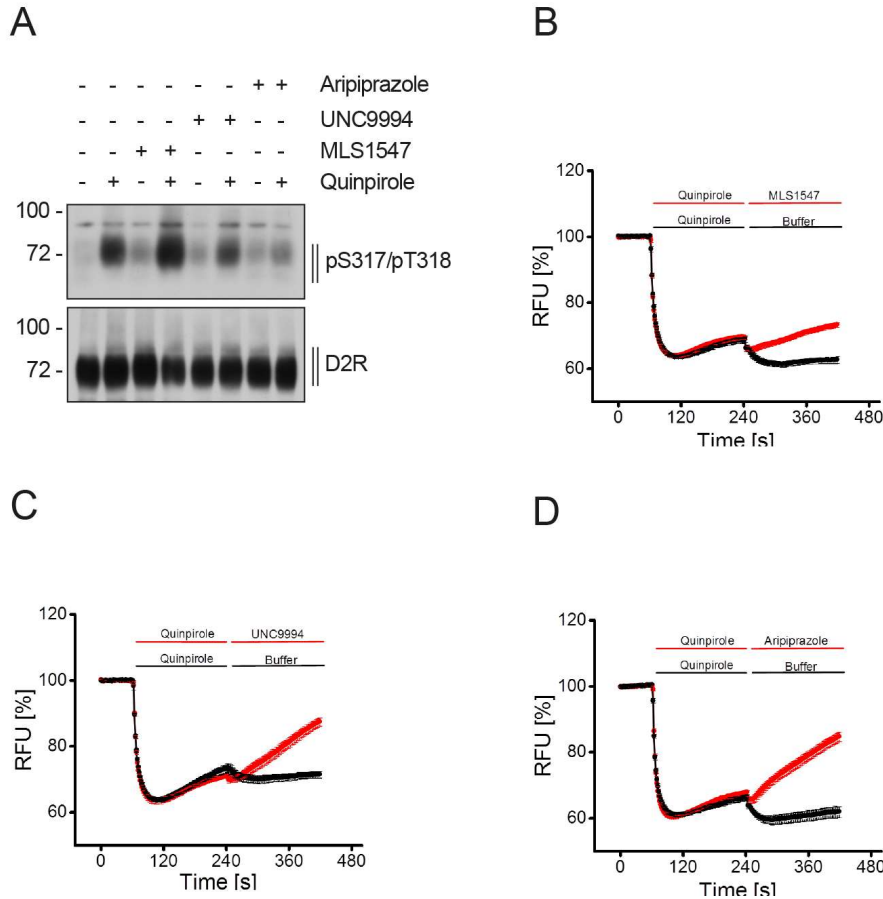 A
- - - - - - + + Aripiprazole
- - - - + + - - UNC9994
- - + + - - - - MLS1547
- + - + - + - + Quinpirole
100 -
72 -
pS317/pT318
100 -
72 -
D2R
B
120
100
80
60
RFU [%]
Quinpirole MLS1547
Quinpirole Buffer
0 120 240 360 480
Time [s]
C
120
100
80
60
RFU [%]
Quinpirole UNC9994
Quinpirole Buffer
0 120 240 360 480
Time [s]
D
120
100
80
60
RFU [%]
Quinpirole Aripiprazole
Quinpirole Buffer
0 120 240 360 480
Time [s]